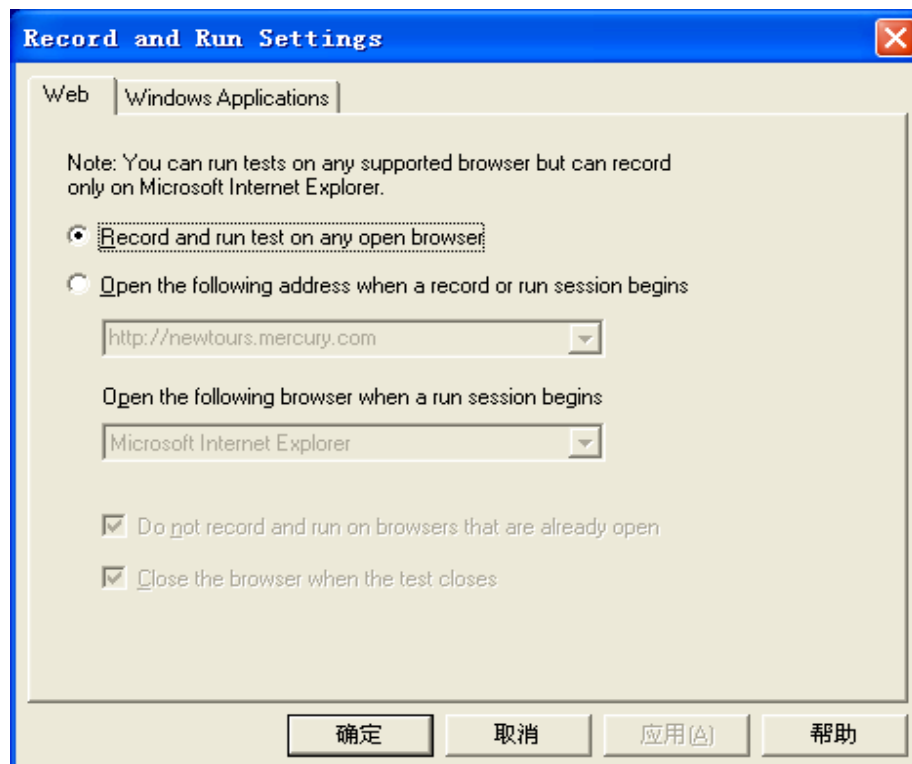 Record and Run Settings
Web
Windows Applications
Note: You can run tests on any supported browser but can record
only on Microsoft Internet Explorer.
Record and run test on any open browser
Open the following address when a record or run session begins
http://newtours.mercury.com
Open the following browser when a run session begins
Microsoft Internet Explorer
Do not record and run on browsers that are already open
Close the browser when the test closes
确定 取消 应用(A) 帮助